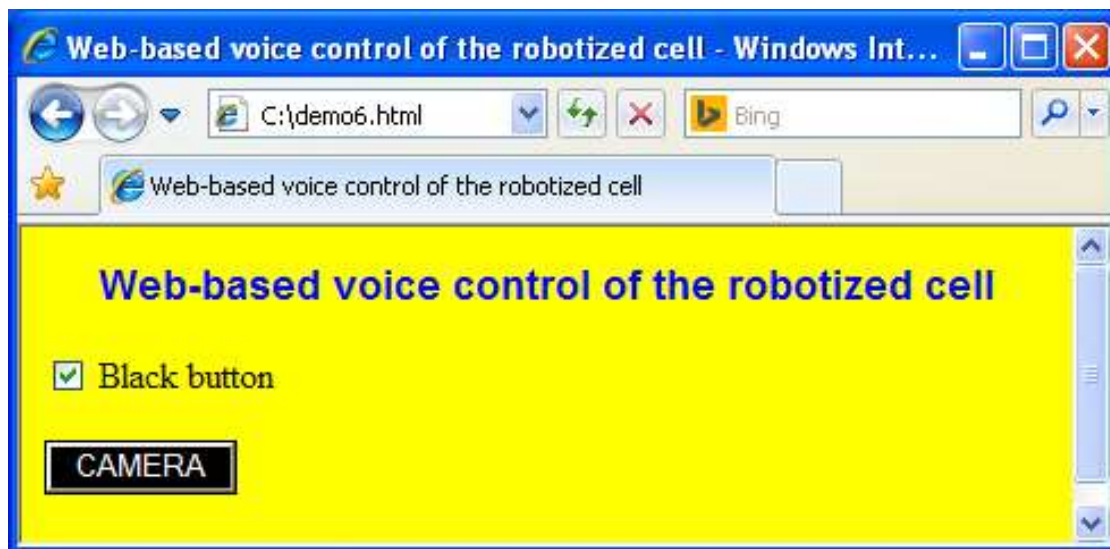 Web-based voice control of the robotized cell - Windows Int...
C:\demo6.html
Bing
Web-based voice control of the robotized cell
Web-based voice control of the robotized cell
Black button
CAMERA